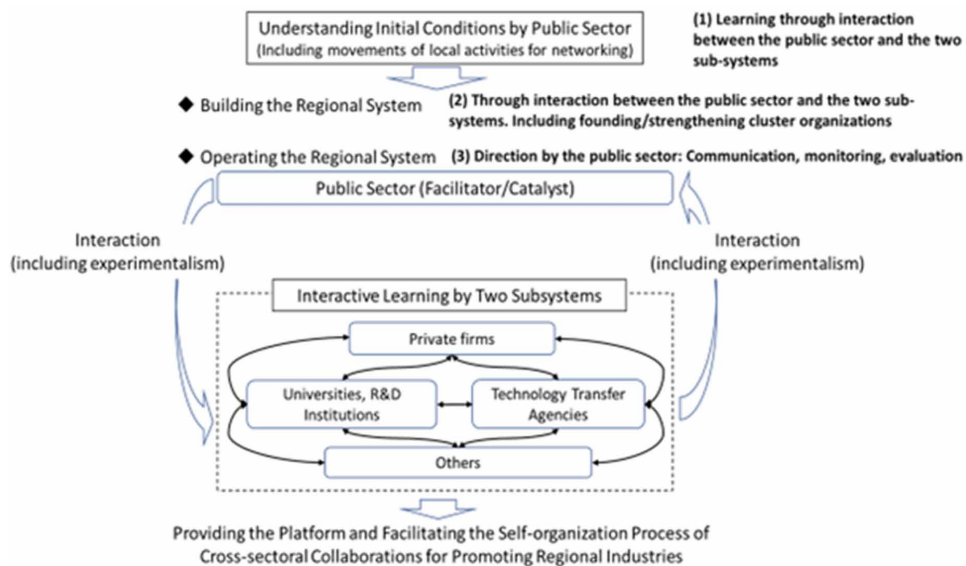 Understanding Initial Conditions by Public Sector
(Including movements of local activities for networking)
(1) Learning through interaction
between the public sector and the two
sub-systems
◆ Building the Regional System
(2) Through interaction between the public sector and the two sub-
systems. Including founding/strengthening cluster organizations
◆ Operating the Regional System
(3) Direction by the public sector: Communication, monitoring, evaluation
Public Sector (Facilitator/Catalyst)
Interaction
(including experimentalism)
Interaction
(including experimentalism)
Interactive Learning by Two Subsystems
Private firms
Universities, R&D
Institutions
Technology Transfer
Agencies
Others
Providing the Platform and Facilitating the Self-organization Process of
Cross-sectoral Collaborations for Promoting Regional Industries